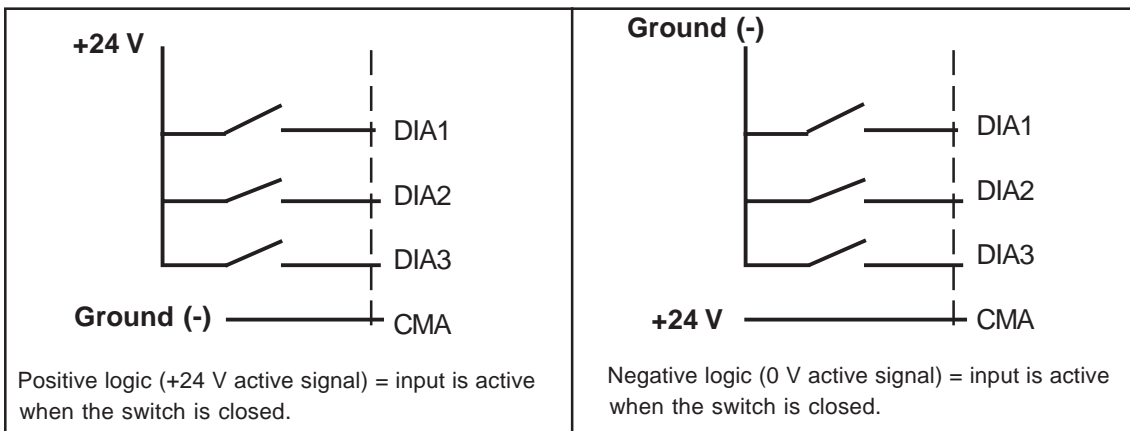 +24 V
DIA1
DIA2
DIA3
Ground (-)
CMA
Positive logic (+24 V active signal) = input is active
when the switch is closed.
Ground (-)
DIA1
DIA2
DIA3
+24 V
CMA
Negative logic (0 V active signal) = input is active
when the switch is closed.